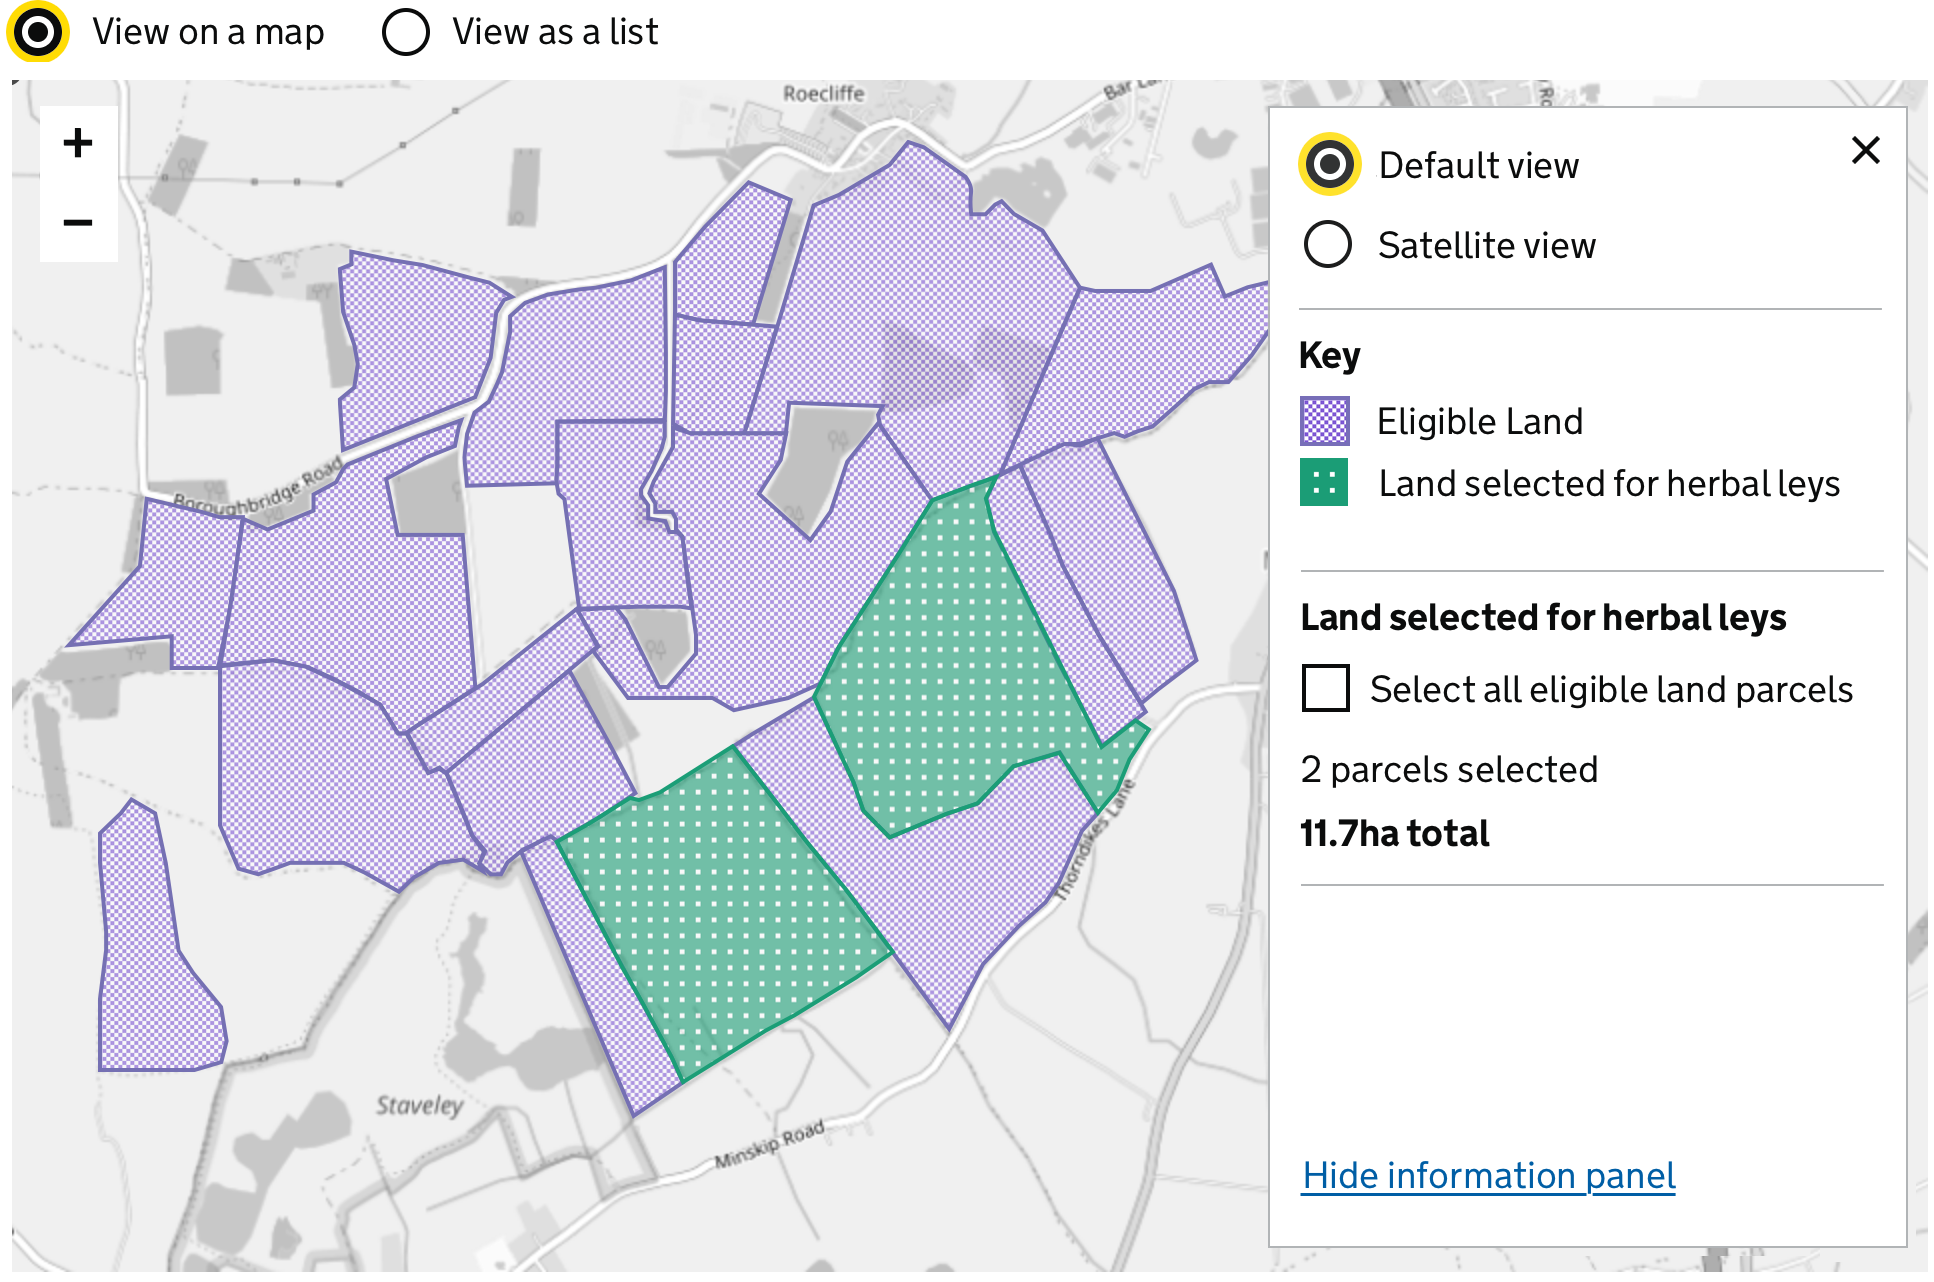 View on a map
View as a list
+
−
Roecliffe
Boroughbridge Road
Thorndikes Lane
Staveley
Minskip Road
Default view
Satellite view
Key
Eligible Land
Land selected for herbal leys
Land selected for herbal leys
Select all eligible land parcels
2 parcels selected
11.7ha total
Hide information panel